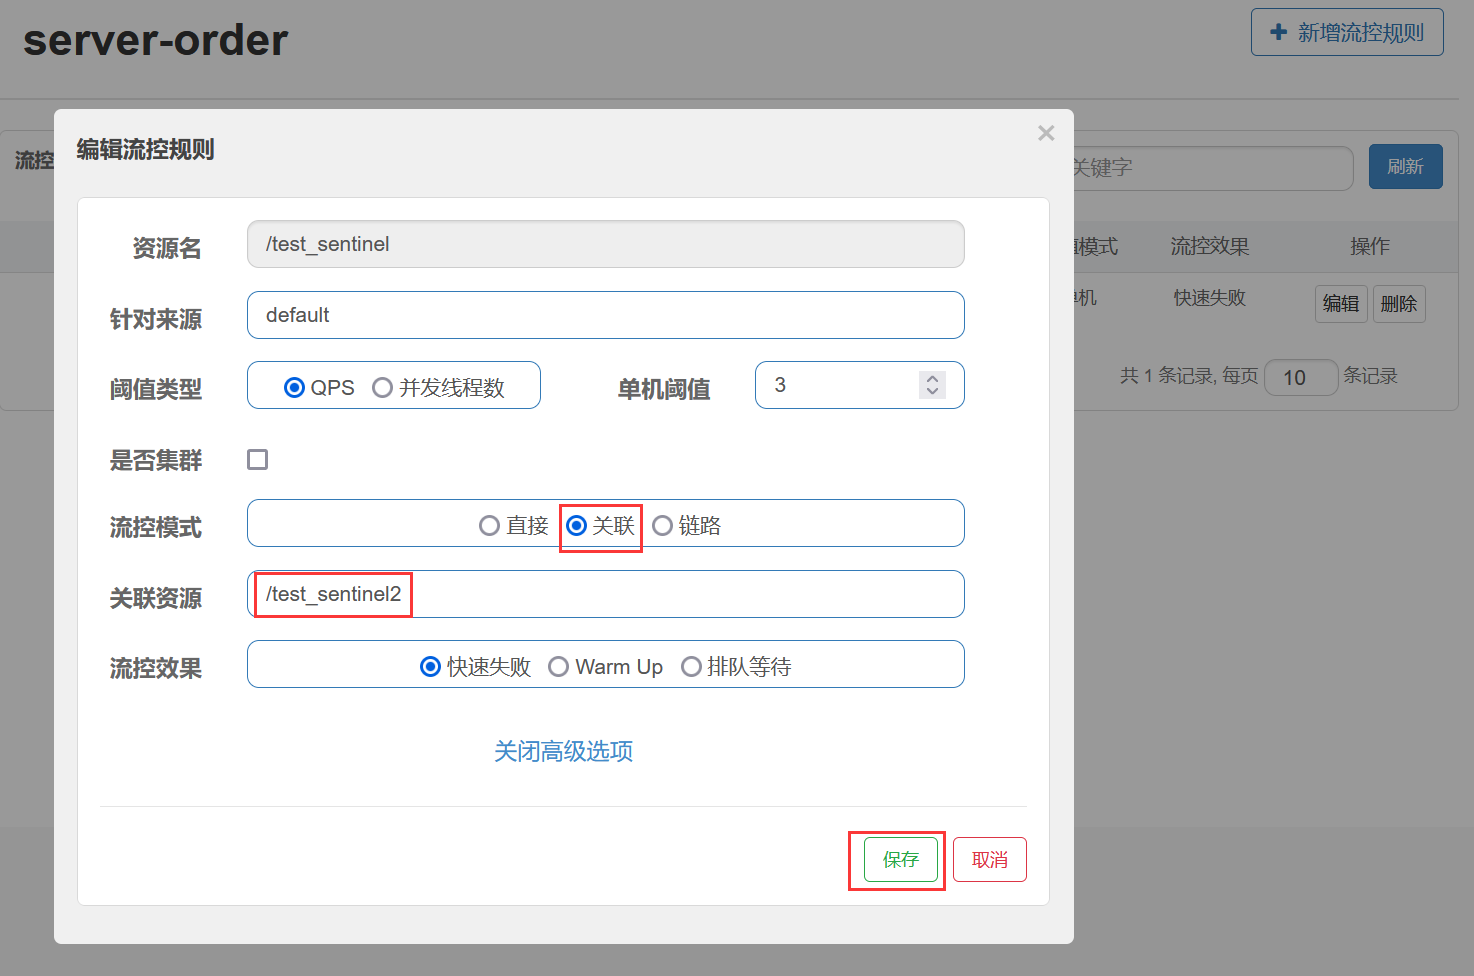 server-order
新增流控规则
编辑流控规则
×
流控
关键字
刷新
资源名 /test_sentinel
模式 流控效果 操作
针对来源 default
机 快速失败 编辑 删除
阈值类型 QPS 并发线程数 单机阈值 3
共 1 条记录, 每页 10 条记录
是否集群
流控模式 直接 关联 链路
关联资源 /test_sentinel2
流控效果 快速失败 Warm Up 排队等待
关闭高级选项
保存 取消